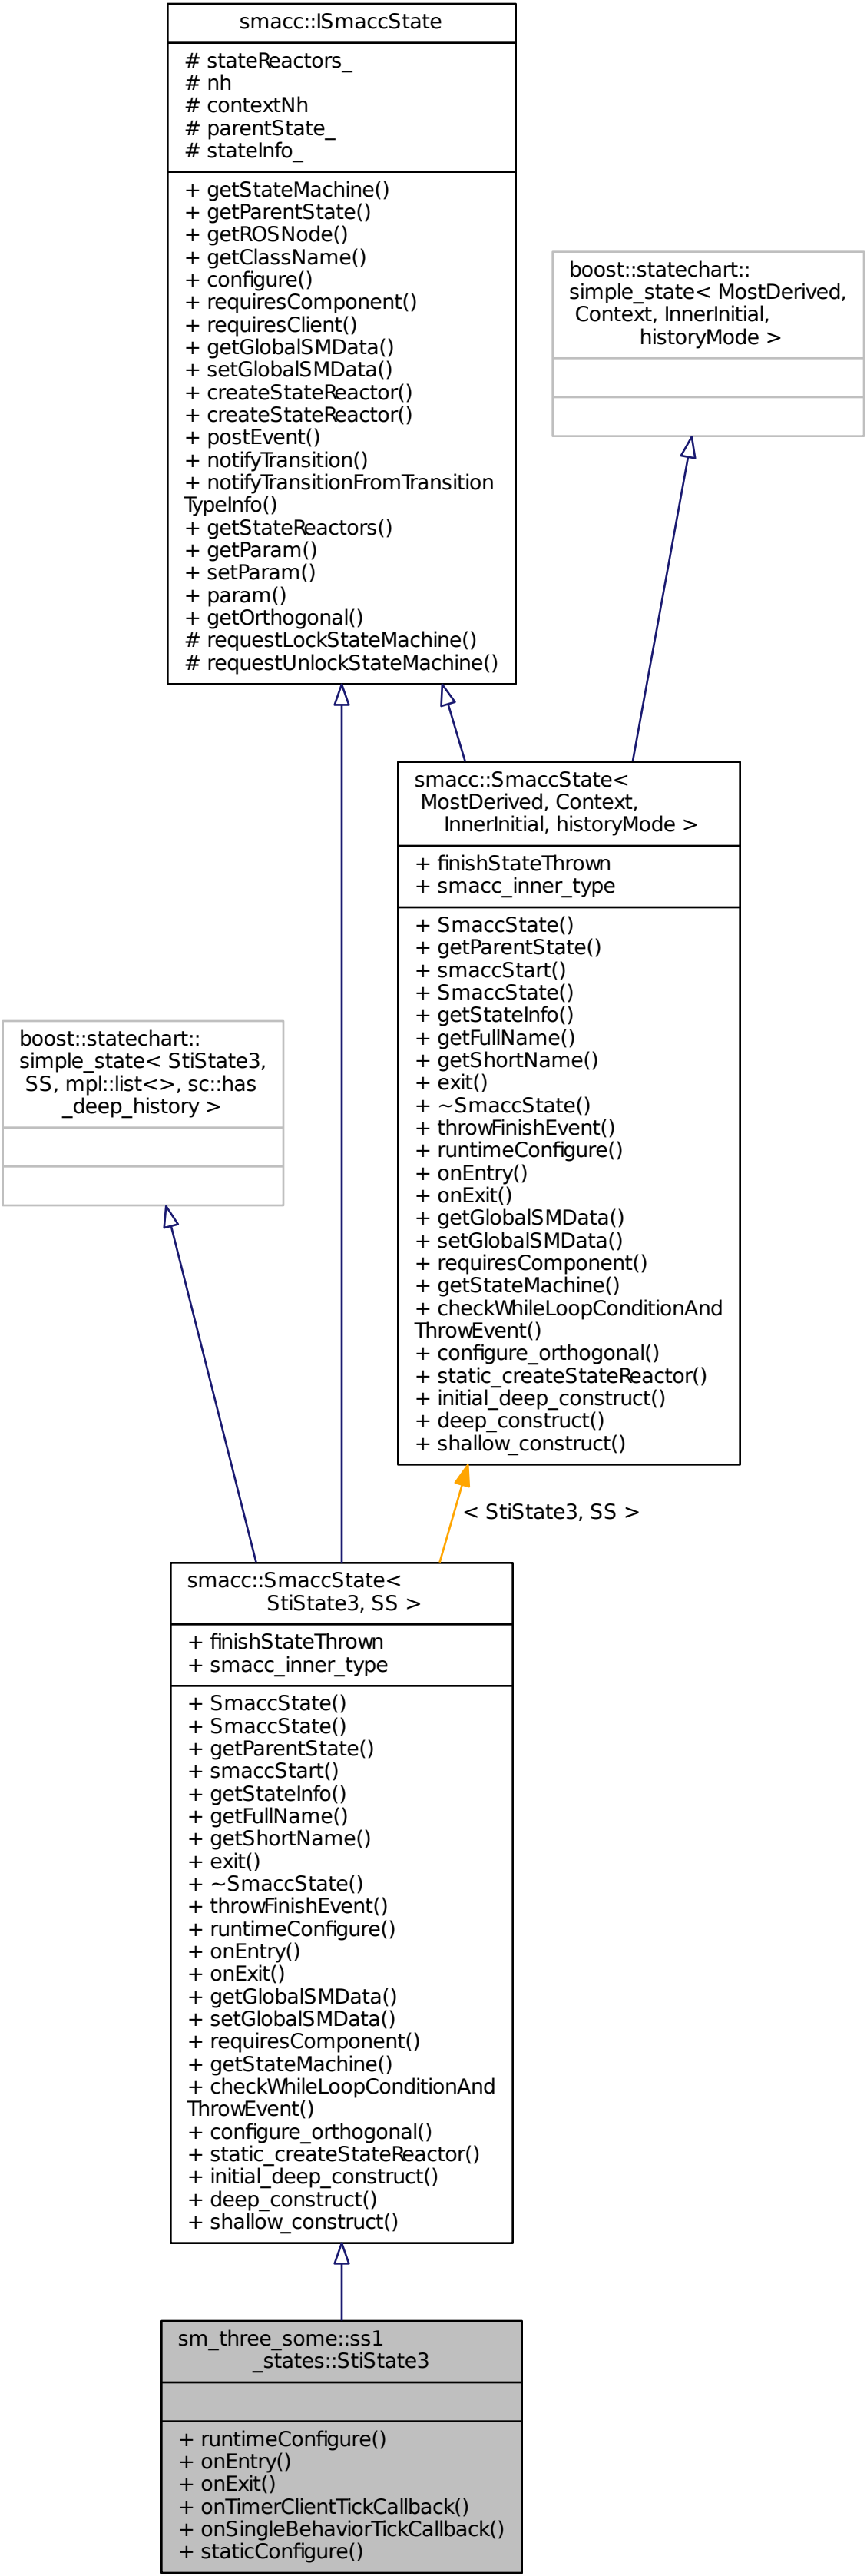 smacc::ISmaccState
# stateReactors_
# nh
# contextNh
# parentState_
# stateInfo_
+ getStateMachine()
+ getParentState()
+ getROSNode()
+ getClassName()
+ configure()
+ requiresComponent()
+ requiresClient()
+ getGlobalSMData()
+ setGlobalSMData()
+ createStateReactor()
+ createStateReactor()
+ postEvent()
+ notifyTransition()
+ notifyTransitionFromTransition
TypeInfo()
+ getStateReactors()
+ getParam()
+ setParam()
+ param()
+ getOrthogonal()
# requestLockStateMachine()
# requestUnlockStateMachine()
boost::statechart::
simple_state< MostDerived,
Context, InnerInitial,
historyMode >
smacc::SmaccState<
MostDerived, Context,
InnerInitial, historyMode >
+ finishStateThrown
+ smacc_inner_type
+ SmaccState()
+ getParentState()
+ smaccStart()
+ SmaccState()
+ getStateInfo()
+ getFullName()
+ getShortName()
+ exit()
+ ~SmaccState()
+ throwFinishEvent()
+ runtimeConfigure()
+ onEntry()
+ onExit()
+ getGlobalSMData()
+ setGlobalSMData()
+ requiresComponent()
+ getStateMachine()
+ checkWhileLoopConditionAnd
ThrowEvent()
+ configure_orthogonal()
+ static_createStateReactor()
+ initial_deep_construct()
+ deep_construct()
+ shallow_construct()
boost::statechart::
simple_state< StiState3,
SS, mpl::list<>, sc::has
_deep_history >
< StiState3, SS >
smacc::SmaccState<
StiState3, SS >
+ finishStateThrown
+ smacc_inner_type
+ SmaccState()
+ SmaccState()
+ getParentState()
+ smaccStart()
+ getStateInfo()
+ getFullName()
+ getShortName()
+ exit()
+ ~SmaccState()
+ throwFinishEvent()
+ runtimeConfigure()
+ onEntry()
+ onExit()
+ getGlobalSMData()
+ setGlobalSMData()
+ requiresComponent()
+ getStateMachine()
+ checkWhileLoopConditionAnd
ThrowEvent()
+ configure_orthogonal()
+ static_createStateReactor()
+ initial_deep_construct()
+ deep_construct()
+ shallow_construct()
sm_three_some::ss1
_states::StiState3
+ runtimeConfigure()
+ onEntry()
+ onExit()
+ onTimerClientTickCallback()
+ onSingleBehaviorTickCallback()
+ staticConfigure()